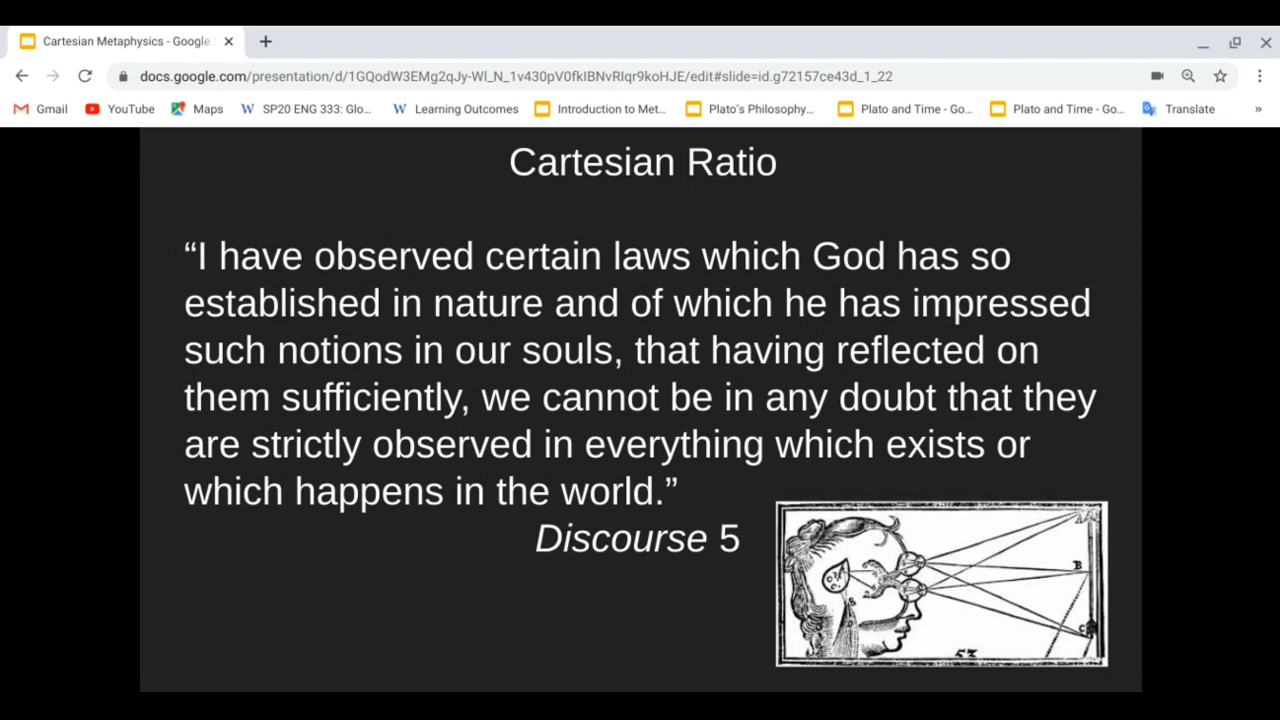 Cartesian Metaphysics - Google
docs.google.com/presentation/d/1GQodW3EMg2qJy-Wl_N_1v430pV0fkIBNvRlqr9koHJE/edit#slide=id.g72157ce43d_1_22
Gmail YouTube Maps SP20 ENG 333: Glo... Learning Outcomes Introduction to Met... Plato's Philosophy... Plato and Time - Go... Plato and Time - Go... Translate »
Cartesian Ratio
“I have observed certain laws which God has so
established in nature and of which he has impressed
such notions in our souls, that having reflected on
them sufficiently, we cannot be in any doubt that they
are strictly observed in everything which exists or
which happens in the world.”
Discourse 5
B
C
53